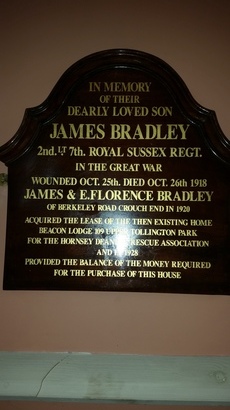 IN MEMORY
OF THEIR
DEARLY LOVED SON
JAMES BRADLEY
2nd. LT 7th. ROYAL SUSSEX REGT.
IN THE GREAT WAR
WOUNDED OCT. 25th. DIED OCT. 26th 1918
JAMES & E.FLORENCE BRADLEY
OF BERKELEY ROAD CROUCH END IN 1920
ACQUIRED THE LEASE OF THE THEN EXISTING HOME
BEACON LODGE 109 UPPER TOLLINGTON PARK
FOR THE HORNSEY DEANERY RESCUE ASSOCIATION
AND IN 1928
PROVIDED THE BALANCE OF THE MONEY REQUIRED
FOR THE PURCHASE OF THIS HOUSE